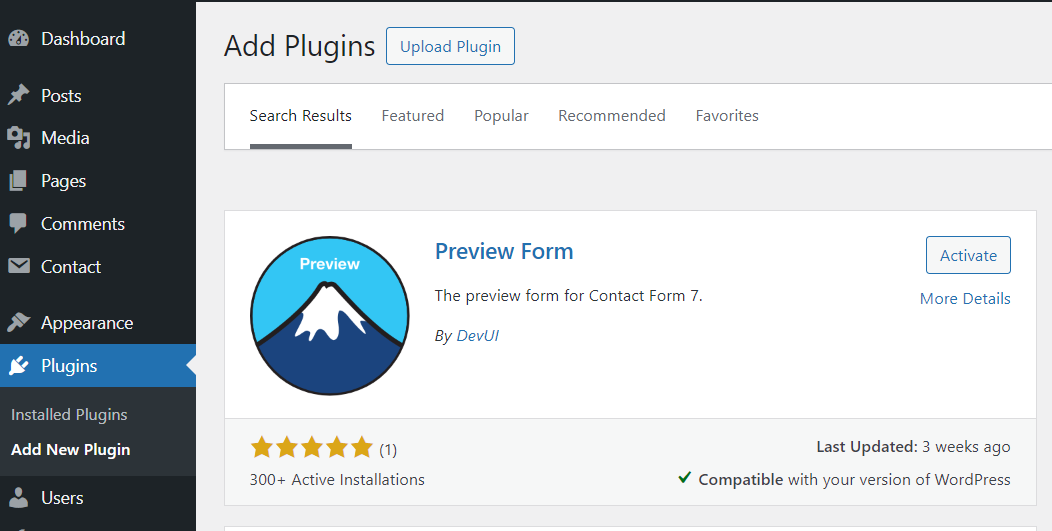 Dashboard
Posts
Media
Pages
Comments
Contact
Appearance
Plugins
Installed Plugins
Add New Plugin
Users
Add Plugins Upload Plugin
Search Results Featured Popular Recommended Favorites
Preview
Preview Form
The preview form for Contact Form 7.
By DevUI
Activate
More Details
(1)
300+ Active Installations
Last Updated: 3 weeks ago
Compatible with your version of WordPress